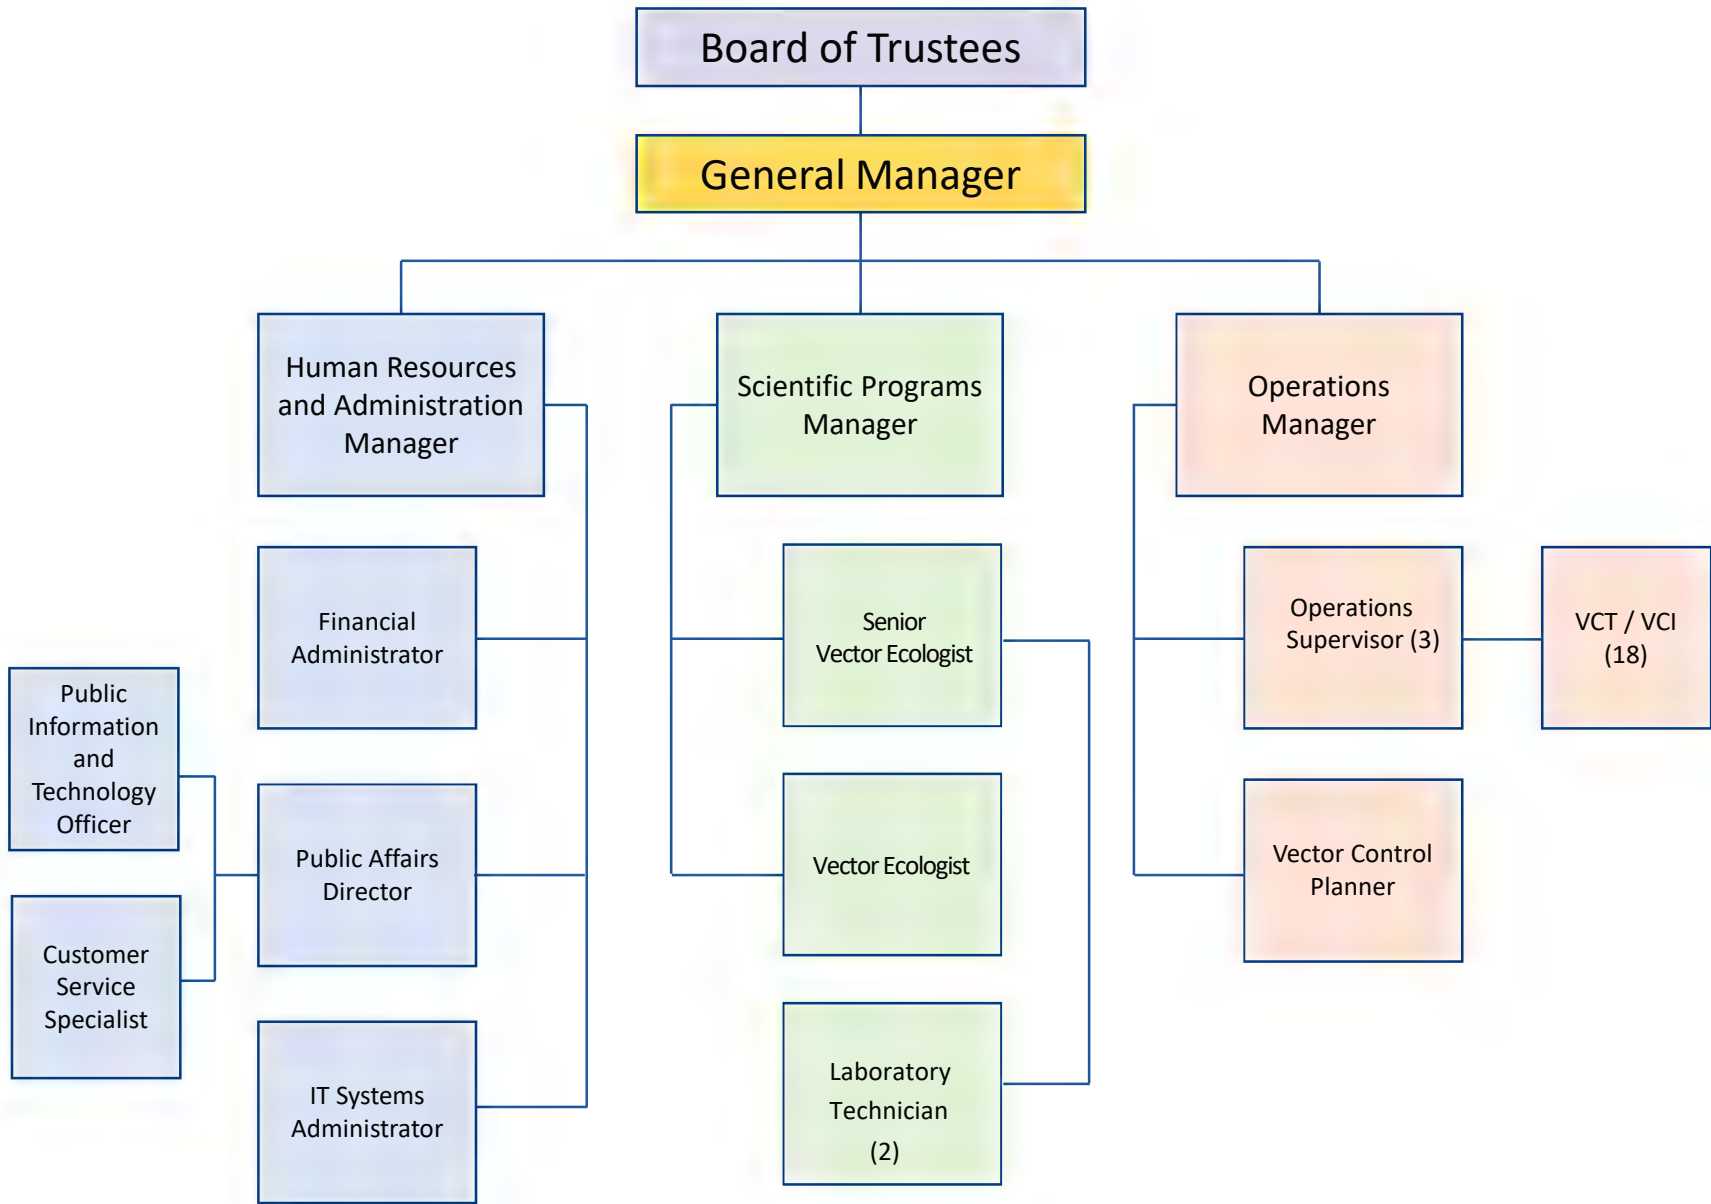 Board of Trustees
General Manager
Human Resources
and Administration
Manager
Scientific Programs
Manager
Operations
Manager
Financial
Administrator
Senior
Vector Ecologist
Operations
Supervisor (3)
VCT / VCI
(18)
Public
Information
and
Technology
Officer
Public Affairs
Director
Vector Ecologist
Vector Control
Planner
Customer
Service
Specialist
IT Systems
Administrator
Laboratory
Technician
(2)